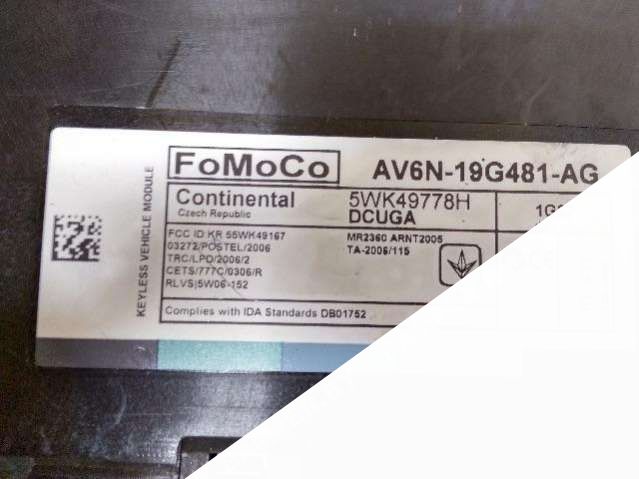 KEYLESS VEHICLE MODULE
FoMoCo AV6N-19G481-AG
Continental 5WK49778H
Czech Republic DCUGA
FCC ID:KR 55WK49167 MR2360 ARNT2005
03272/POSTEL/2006 TA-2006/115
TRC/LPD/2006/2
CETS/777C/0306/R
RLVS|5W06-152
Complies with IDA Standards DB01752